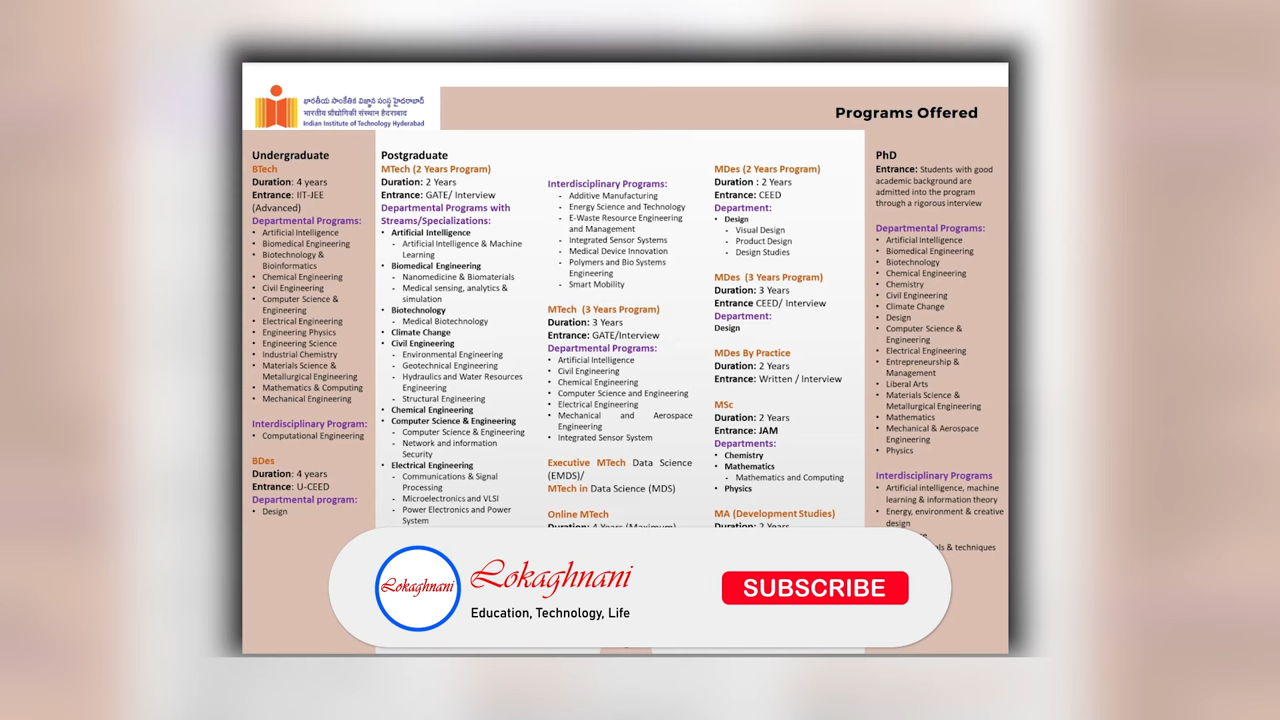 భారతీయ సాంకేతిక విజ్ఞాన సంస్థ హైదరాబాద్
भारतीय प्रौद्योगिकी संस्थान हैदराबाद
Indian Institute of Technology Hyderabad
Programs Offered
Undergraduate
BTech
Duration: 4 years
Entrance: IIT-JEE
(Advanced)
Departmental Programs:
• Artificial Intelligence
• Biomedical Engineering
• Biotechnology &
Bioinformatics
• Chemical Engineering
• Civil Engineering
• Computer Science &
Engineering
• Electrical Engineering
• Engineering Physics
• Engineering Science
• Industrial Chemistry
• Materials Science &
Metallurgical Engineering
• Mathematics & Computing
• Mechanical Engineering
Interdisciplinary Program:
• Computational Engineering
BDes
Duration: 4 years
Entrance: U-CEED
Departmental program:
• Design
Postgraduate
MTech (2 Years Program)
Duration: 2 Years
Entrance: GATE/ Interview
Departmental Programs with
Streams/Specializations:
• Artificial Intelligence
- Artificial Intelligence & Machine
Learning
• Biomedical Engineering
- Nanomedicine & Biomaterials
- Medical sensing, analytics &
simulation
• Biotechnology
- Medical Biotechnology
• Climate Change
• Civil Engineering
- Environmental Engineering
- Geotechnical Engineering
- Hydraulics and Water Resources
Engineering
- Structural Engineering
• Chemical Engineering
• Computer Science & Engineering
- Computer Science & Engineering
- Network and information
Security
• Electrical Engineering
- Communications & Signal
Processing
- Microelectronics and VLSI
- Power Electronics and Power
System
Interdisciplinary Programs:
- Additive Manufacturing
- Energy Science and Technology
- E-Waste Resource Engineering
and Management
- Integrated Sensor Systems
- Medical Device Innovation
- Polymers and Bio Systems
Engineering
- Smart Mobility
MTech (3 Years Program)
Duration: 3 Years
Entrance: GATE/Interview
Departmental Programs:
• Artificial Intelligence
• Civil Engineering
• Chemical Engineering
• Computer Science and Engineering
• Electrical Engineering
• Mechanical and Aerospace
Engineering
• Integrated Sensor System
Executive MTech Data Science
(EMDS)/
MTech in Data Science (MDS)
Online MTech
Duration: 4 Years (Maximum)
MDes (2 Years Program)
Duration : 2 Years
Entrance: CEED
Department:
• Design
- Visual Design
- Product Design
- Design Studies
MDes (3 Years Program)
Duration: 3 Years
Entrance CEED/ Interview
Department:
Design
MDes By Practice
Duration: 2 Years
Entrance: Written / Interview
MSc
Duration: 2 Years
Entrance: JAM
Departments:
• Chemistry
• Mathematics
- Mathematics and Computing
• Physics
MA (Development Studies)
Duration: 2 Years
PhD
Entrance: Students with good
academic background are
admitted into the program
through a rigorous interview
Departmental Programs:
• Artificial Intelligence
• Biomedical Engineering
• Biotechnology
• Chemical Engineering
• Chemistry
• Civil Engineering
• Climate Change
• Design
• Computer Science &
Engineering
• Electrical Engineering
• Entrepreneurship &
Management
• Liberal Arts
• Materials Science &
Metallurgical Engineering
• Mathematics
• Mechanical & Aerospace
Engineering
• Physics
Interdisciplinary Programs
• Artificial intelligence, machine
learning & information theory
• Energy, environment & creative
design
& techniques
Lokaghnani
Lokaghnani
Education, Technology, Life
SUBSCRIBE